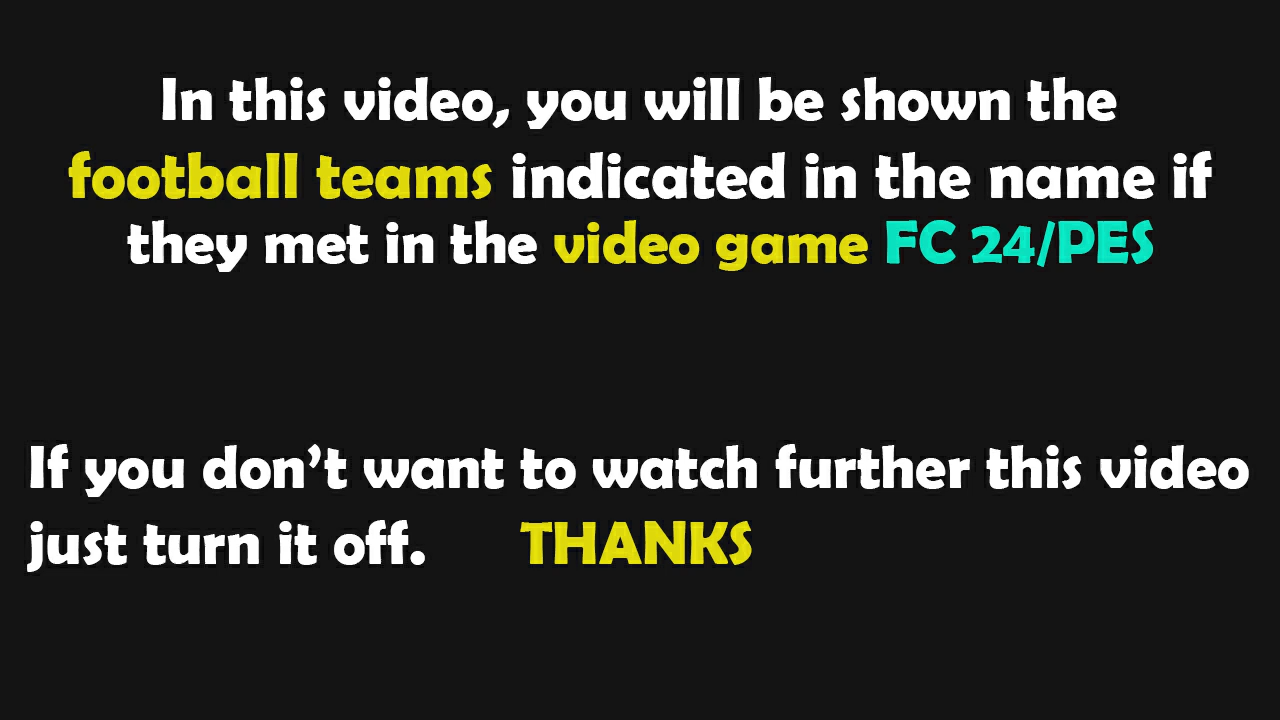 In this video, you will be shown the
football teams indicated in the name if
they met in the video game FC 24/PES
If you don't want to watch further this video
just turn it off. THANKS